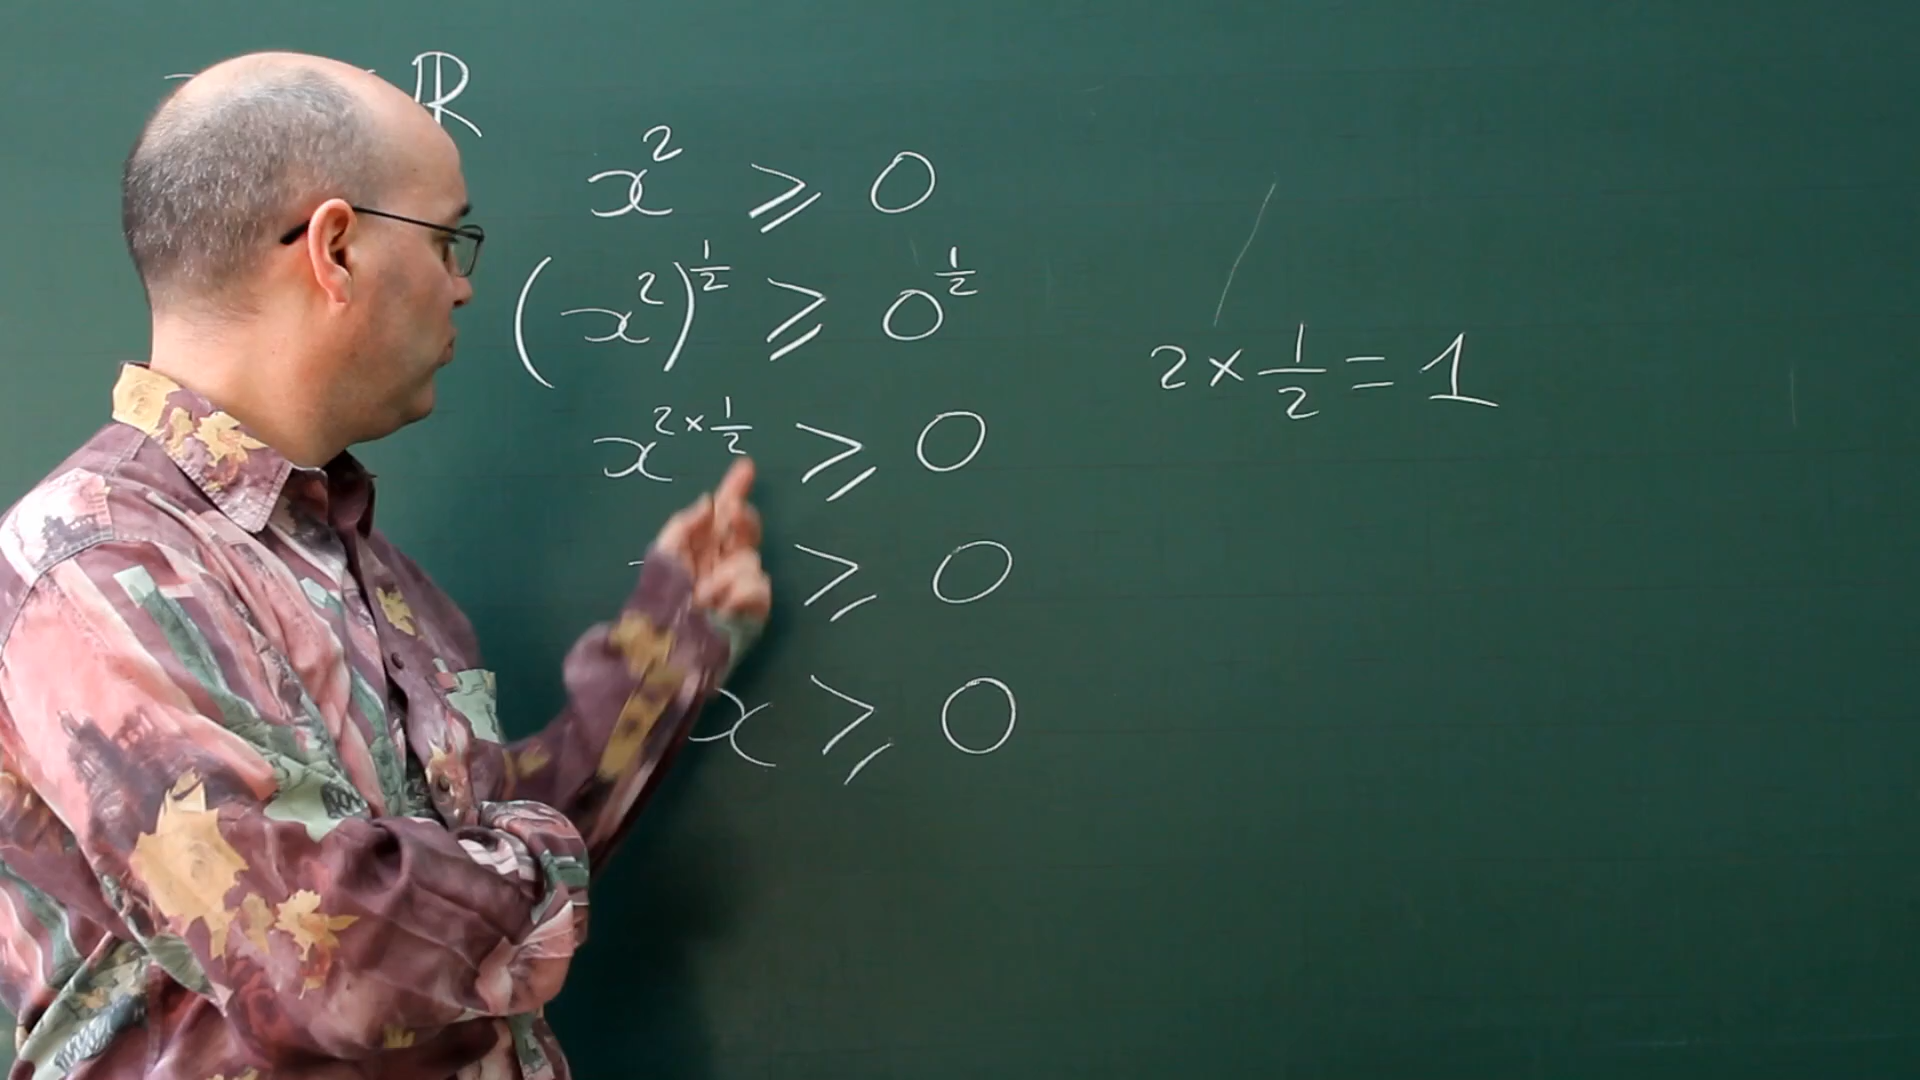 ℝ
x² ⩾ 0
(x²)^½ ⩾ 0^½
x^(2×½) ⩾ 0
2 × ½ = 1
⩾ 0
x ⩾ 0